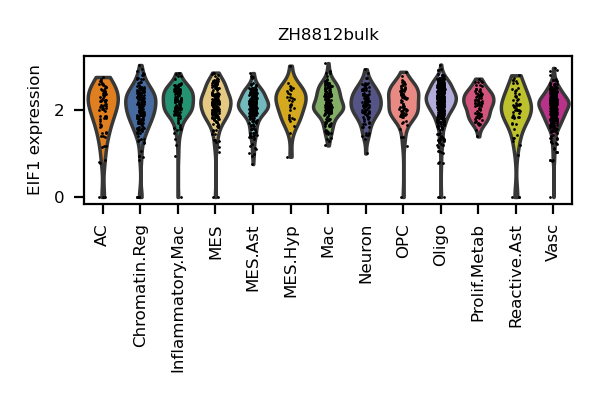 ZH8812bulk
EIF1 expression
2
0
AC
Chromatin.Reg
Inflammatory.Mac
MES
MES.Ast
MES.Hyp
Mac
Neuron
OPC
Oligo
Prolif.Metab
Reactive.Ast
Vasc